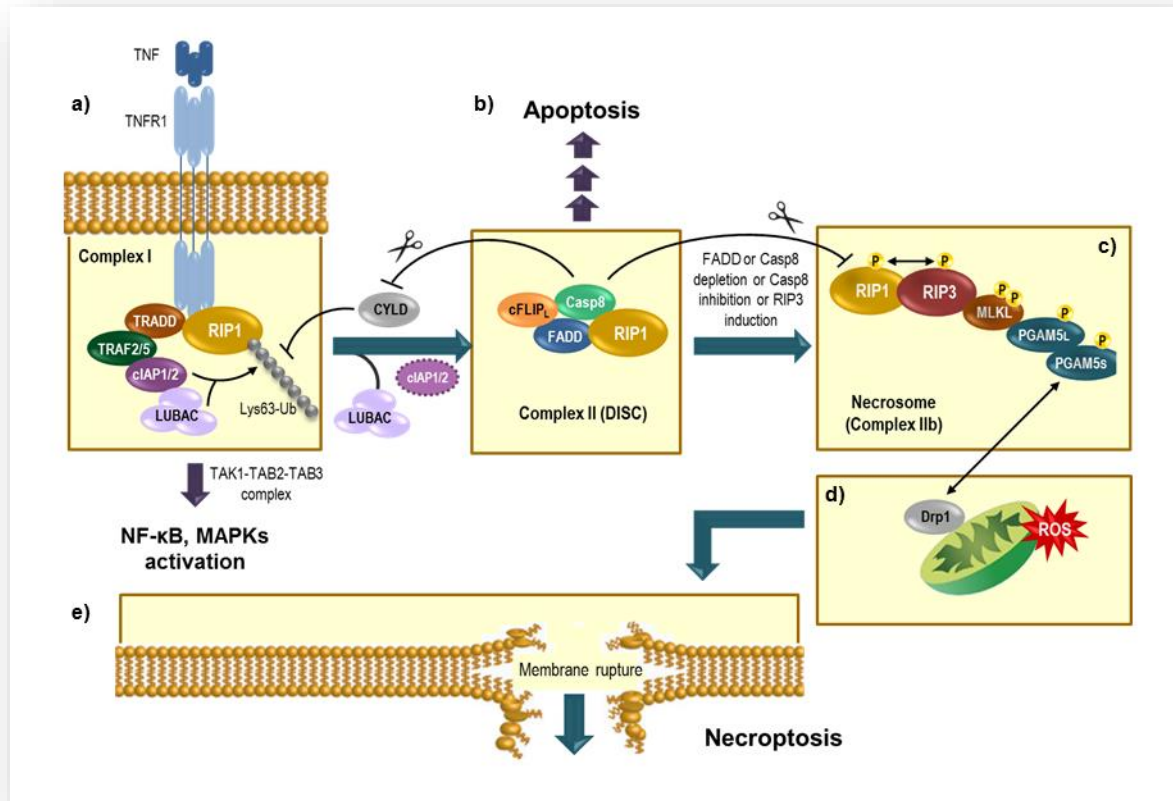 TNF
a)
TNFR1
Complex I
TRADD
RIP1
TRAF2/5
cIAP1/2
LUBAC
Lys63-Ub
TAK1-TAB2-TAB3
complex
NF-κB, MAPKs
activation
CYLD
cIAP1/2
LUBAC
b)
Apoptosis
cFLIPL
Casp8
FADD
RIP1
Complex II (DISC)
FADD or Casp8
depletion or Casp8
inhibition or RIP3
induction
c)
P
P
RIP1
RIP3
P
P
MLKL
P
PGAM5L
P
PGAM5s
Necrosome
(Complex IIb)
d)
Drp1
ROS
e)
Membrane rupture
Necroptosis